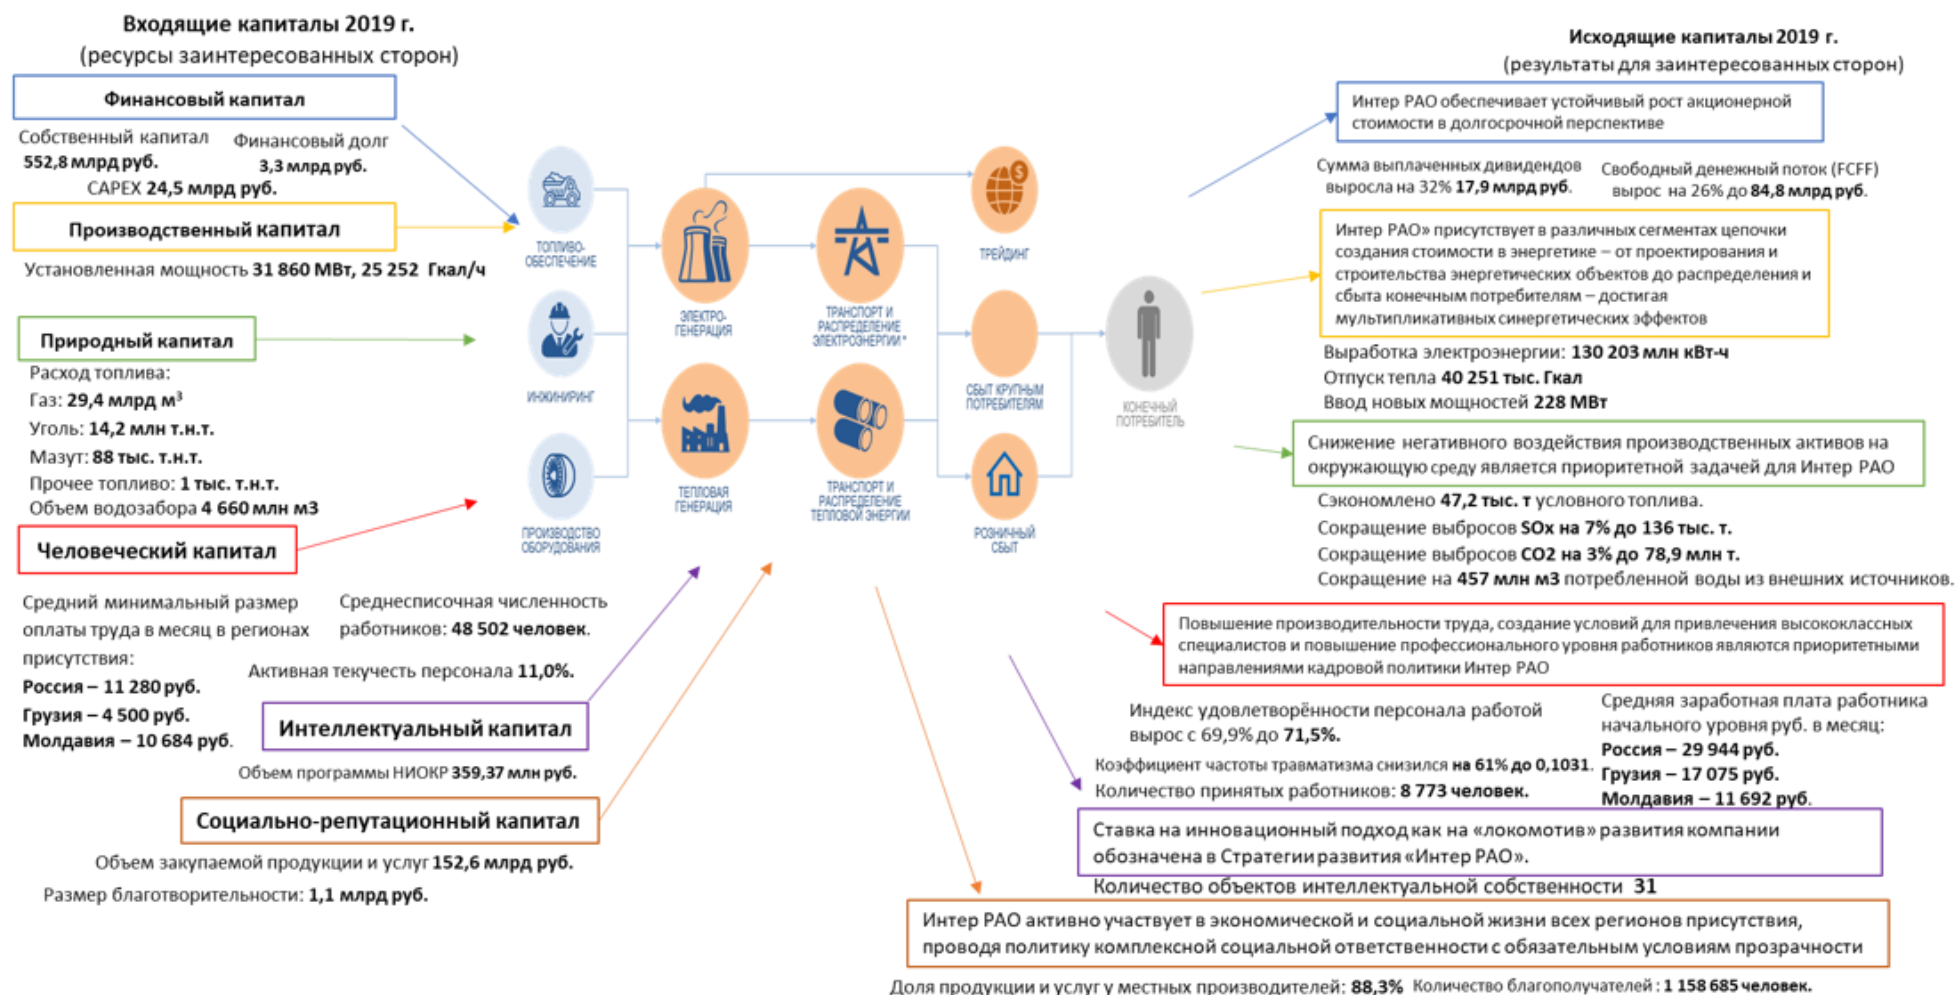 Входящие капиталы 2019 г.
(ресурсы заинтересованных сторон)
Финансовый капитал
Собственный капитал
552,8 млрд руб.
Финансовый долг
3,3 млрд руб.
CAPEX 24,5 млрд руб.
Производственный капитал
Установленная мощность 31 860 МВт, 25 252 Гкал/ч
Природный капитал
Расход топлива:
Газ: 29,4 млрд м³
Уголь: 14,2 млн т.н.т.
Мазут: 88 тыс. т.н.т.
Прочее топливо: 1 тыс. т.н.т.
Объем водозабора 4 660 млн м3
Человеческий капитал
Средний минимальный размер
оплаты труда в месяц в регионах
присутствия:
Россия – 11 280 руб.
Грузия – 4 500 руб.
Молдавия – 10 684 руб.
Среднесписочная численность
работников: 48 502 человек.
Активная текучесть персонала 11,0%.
Интеллектуальный капитал
Объем программы НИОКР 359,37 млн руб.
Социально-репутационный капитал
Объем закупаемой продукции и услуг 152,6 млрд руб.
Размер благотворительности: 1,1 млрд руб.
ТОПЛИВО-
ОБЕСПЕЧЕНИЕ
ИНЖИНИРИНГ
ПРОИЗВОДСТВО
ОБОРУДОВАНИЯ
ЭЛЕКТРО-
ГЕНЕРАЦИЯ
ТЕПЛОВАЯ
ГЕНЕРАЦИЯ
ТРАНСПОРТ И
РАСПРЕДЕЛЕНИЕ
ЭЛЕКТРОЭНЕРГИИ *
ТРАНСПОРТ И
РАСПРЕДЕЛЕНИЕ
ТЕПЛОВОЙ ЭНЕРГИИ
$
ТРЕЙДИНГ
СБЫТ КРУПНЫМ
ПОТРЕБИТЕЛЯМ
РОЗНИЧНЫЙ
СБЫТ
КОНЕЧНЫЙ
ПОТРЕБИТЕЛЬ
Исходящие капиталы 2019 г.
(результаты для заинтересованных сторон)
Интер РАО обеспечивает устойчивый рост акционерной
стоимости в долгосрочной перспективе
Сумма выплаченных дивидендов
выросла на 32% 17,9 млрд руб.
Свободный денежный поток (FCFF)
вырос на 26% до 84,8 млрд руб.
Интер РАО» присутствует в различных сегментах цепочки
создания стоимости в энергетике – от проектирования и
строительства энергетических объектов до распределения и
сбыта конечным потребителям – достигая
мультипликативных синергетических эффектов
Выработка электроэнергии: 130 203 млн кВт-ч
Отпуск тепла 40 251 тыс. Гкал
Ввод новых мощностей 228 МВт
Снижение негативного воздействия производственных активов на
окружающую среду является приоритетной задачей для Интер РАО
Сэкономлено 47,2 тыс. т условного топлива.
Сокращение выбросов SOx на 7% до 136 тыс. т.
Сокращение выбросов CO2 на 3% до 78,9 млн т.
Сокращение на 457 млн м3 потребленной воды из внешних источников.
Повышение производительности труда, создание условий для привлечения высококлассных
специалистов и повышение профессионального уровня работников являются приоритетными
направлениями кадровой политики Интер РАО
Индекс удовлетворённости персонала работой
вырос с 69,9% до 71,5%.
Коэффициент частоты травматизма снизился на 61% до 0,1031.
Количество принятых работников: 8 773 человек.
Средняя заработная плата работника
начального уровня руб. в месяц:
Россия – 29 944 руб.
Грузия – 17 075 руб.
Молдавия – 11 692 руб.
Ставка на инновационный подход как на «локомотив» развития компании
обозначена в Стратегии развития «Интер РАО».
Количество объектов интеллектуальной собственности 31
Интер РАО активно участвует в экономической и социальной жизни всех регионов присутствия,
проводя политику комплексной социальной ответственности с обязательным условиям прозрачности
Доля продукции и услуг у местных производителей: 88,3% Количество благополучателей : 1 158 685 человек.